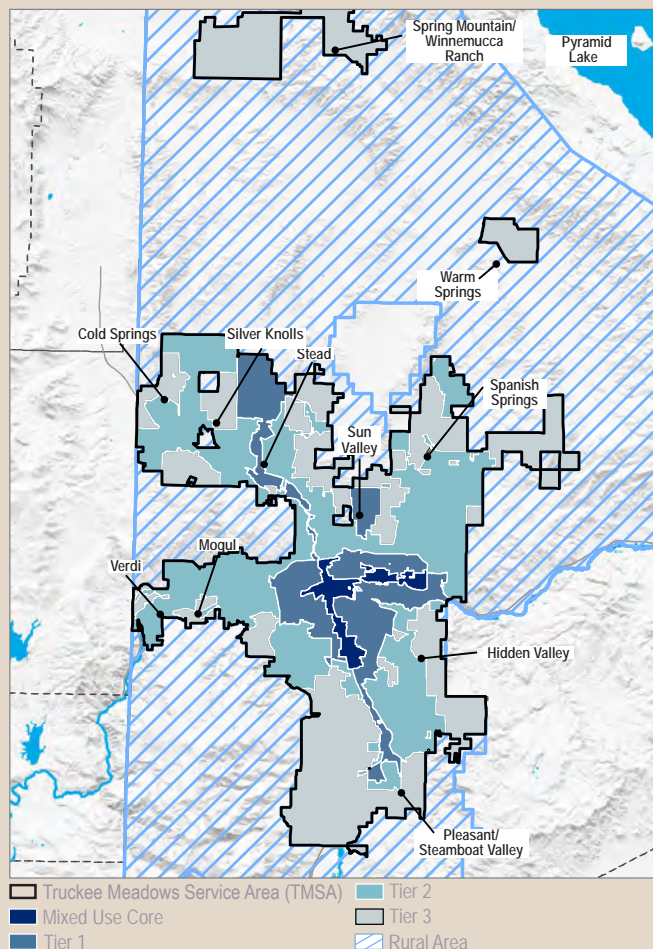 Spring Mountain/
Winnemucca
Ranch
Pyramid
Lake
Warm
Springs
Cold Springs
Silver Knolls
Stead
Spanish
Springs
Sun
Valley
Mogul
Verdi
Hidden Valley
Pleasant/
Steamboat Valley
Truckee Meadows Service Area (TMSA)
Mixed Use Core
Tier 1
Tier 2
Tier 3
Rural Area